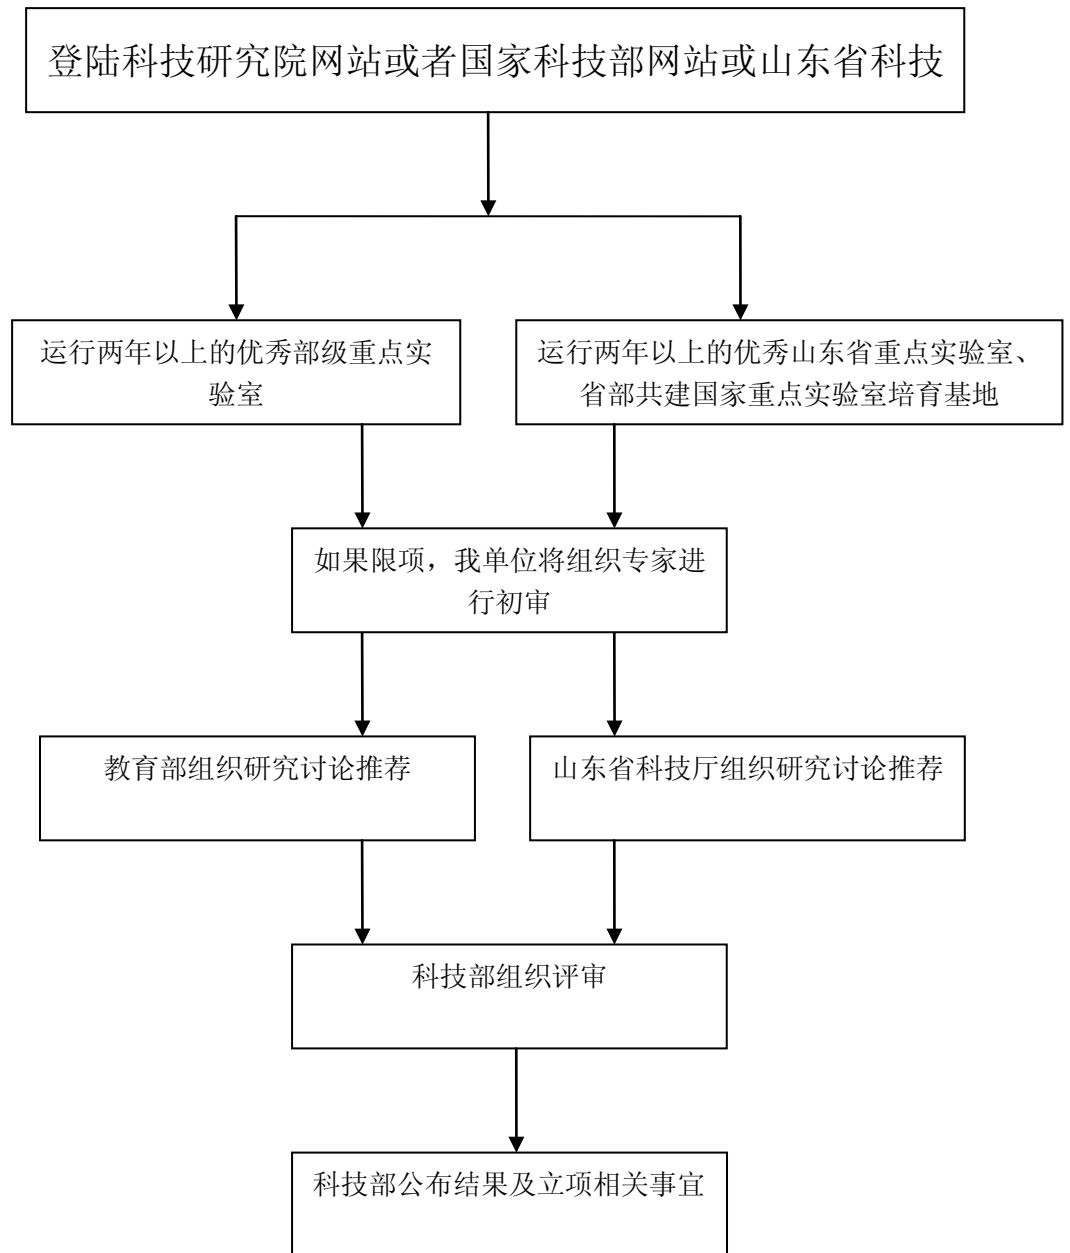 登陆科技研究院网站或者国家科技部网站或山东省科技
运行两年以上的优秀部级重点实
验室
运行两年以上的优秀山东省重点实验室、
省部共建国家重点实验室培育基地
如果限项，我单位将组织专家进
行初审
教育部组织研究讨论推荐
山东省科技厅组织研究讨论推荐
科技部组织评审
科技部公布结果及立项相关事宜